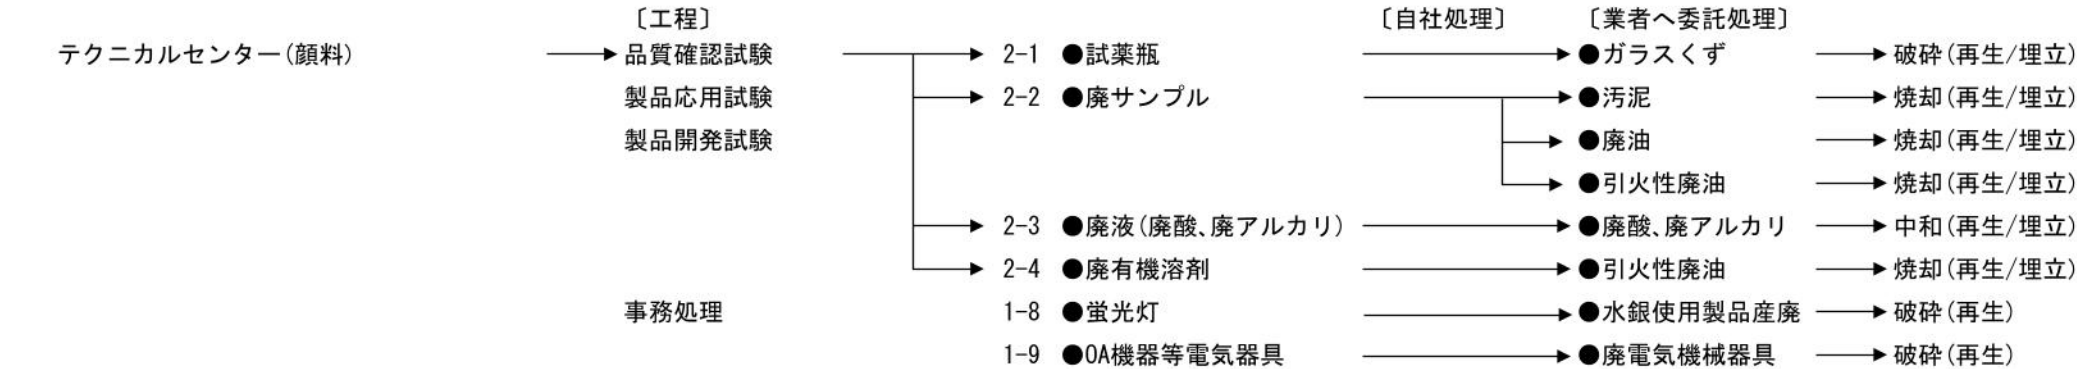 〔工程〕 〔自社処理〕 〔業者へ委託処理〕
テクニカルセンター(顔料) 品質確認試験 2-1 ●試薬瓶 ●ガラスくず 破砕(再生/埋立)
製品応用試験 2-2 ●廃サンプル ●汚泥 焼却(再生/埋立)
製品開発試験 ●廃油 焼却(再生/埋立)
●引火性廃油 焼却(再生/埋立)
2-3 ●廃液(廃酸、廃アルカリ) ●廃酸、廃アルカリ 中和(再生/埋立)
2-4 ●廃有機溶剤 ●引火性廃油 焼却(再生/埋立)
事務処理 1-8 ●蛍光灯 ●水銀使用製品産廃 破砕(再生)
1-9 ●OA機器等電気器具 ●廃電気機械器具 破砕(再生)